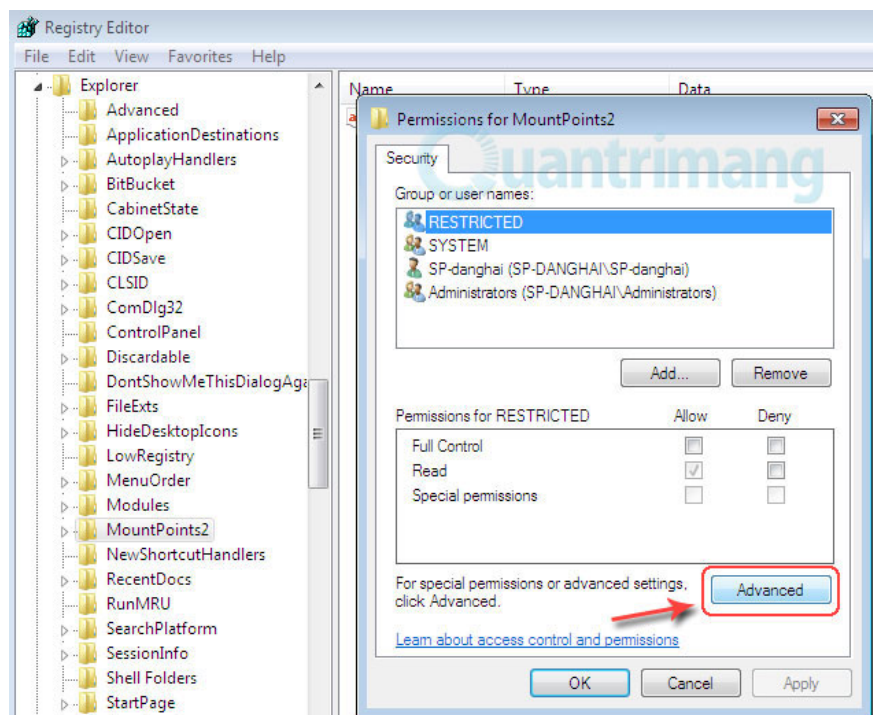 Registry Editor
File Edit View Favorites Help
Explorer
Advanced
ApplicationDestinations
AutoplayHandlers
BitBucket
CabinetState
CIDOpen
CIDSave
CLSID
ComDlg32
ControlPanel
Discardable
DontShowMeThisDialogAga
FileExts
HideDesktopIcons
LowRegistry
MenuOrder
Modules
MountPoints2
NewShortcutHandlers
RecentDocs
RunMRU
SearchPlatform
SessionInfo
Shell Folders
StartPage
Name Type Data
Permissions for MountPoints2
Quantrimang
Security
Group or user names:
RESTRICTED
SYSTEM
SP-danghai (SP-DANGHAI\SP-danghai)
Administrators (SP-DANGHAI\Administrators)
Add... Remove
Permissions for RESTRICTED Allow Deny
Full Control
Read
Special permissions
For special permissions or advanced settings,
click Advanced.
Advanced
Learn about access control and permissions
OK Cancel Apply